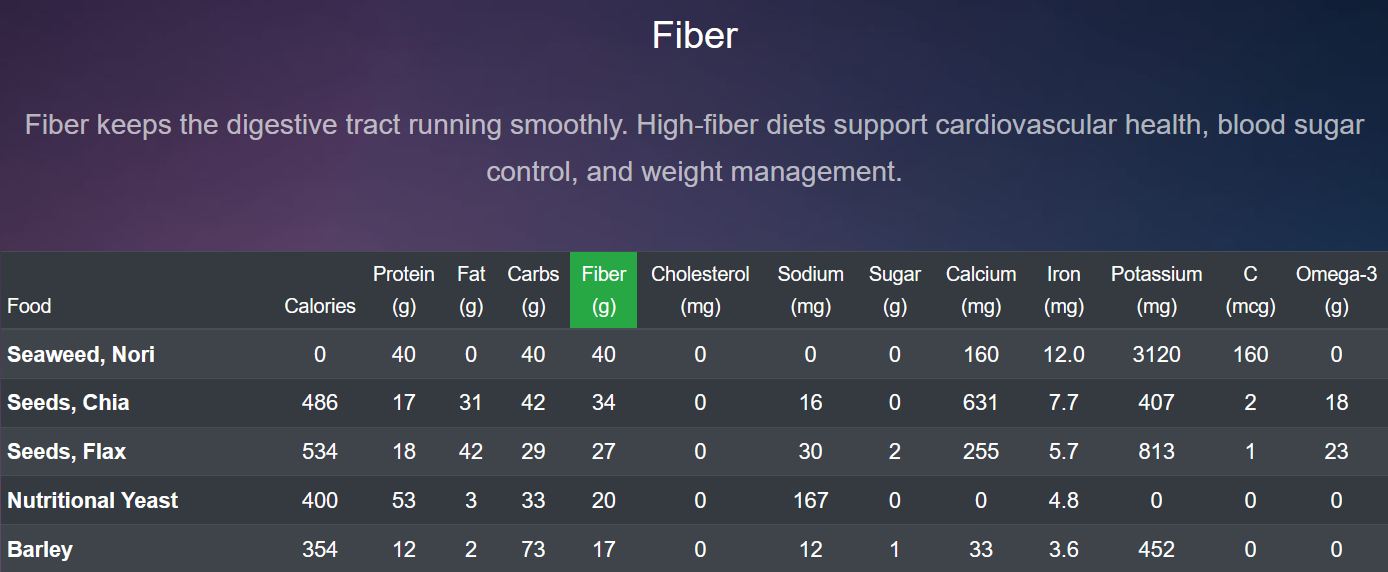 Fiber
Fiber keeps the digestive tract running smoothly. High-fiber diets support cardiovascular health, blood sugar
control, and weight management.
Food Calories Protein (g) Fat (g) Carbs (g) Fiber (g) Cholesterol (mg) Sodium (mg) Sugar (g) Calcium (mg) Iron (mg) Potassium (mg) C (mcg) Omega-3 (g)
Seaweed, Nori 0 40 0 40 40 0 0 0 160 12.0 3120 160 0
Seeds, Chia 486 17 31 42 34 0 16 0 631 7.7 407 2 18
Seeds, Flax 534 18 42 29 27 0 30 2 255 5.7 813 1 23
Nutritional Yeast 400 53 3 33 20 0 167 0 0 4.8 0 0 0
Barley 354 12 2 73 17 0 12 1 33 3.6 452 0 0